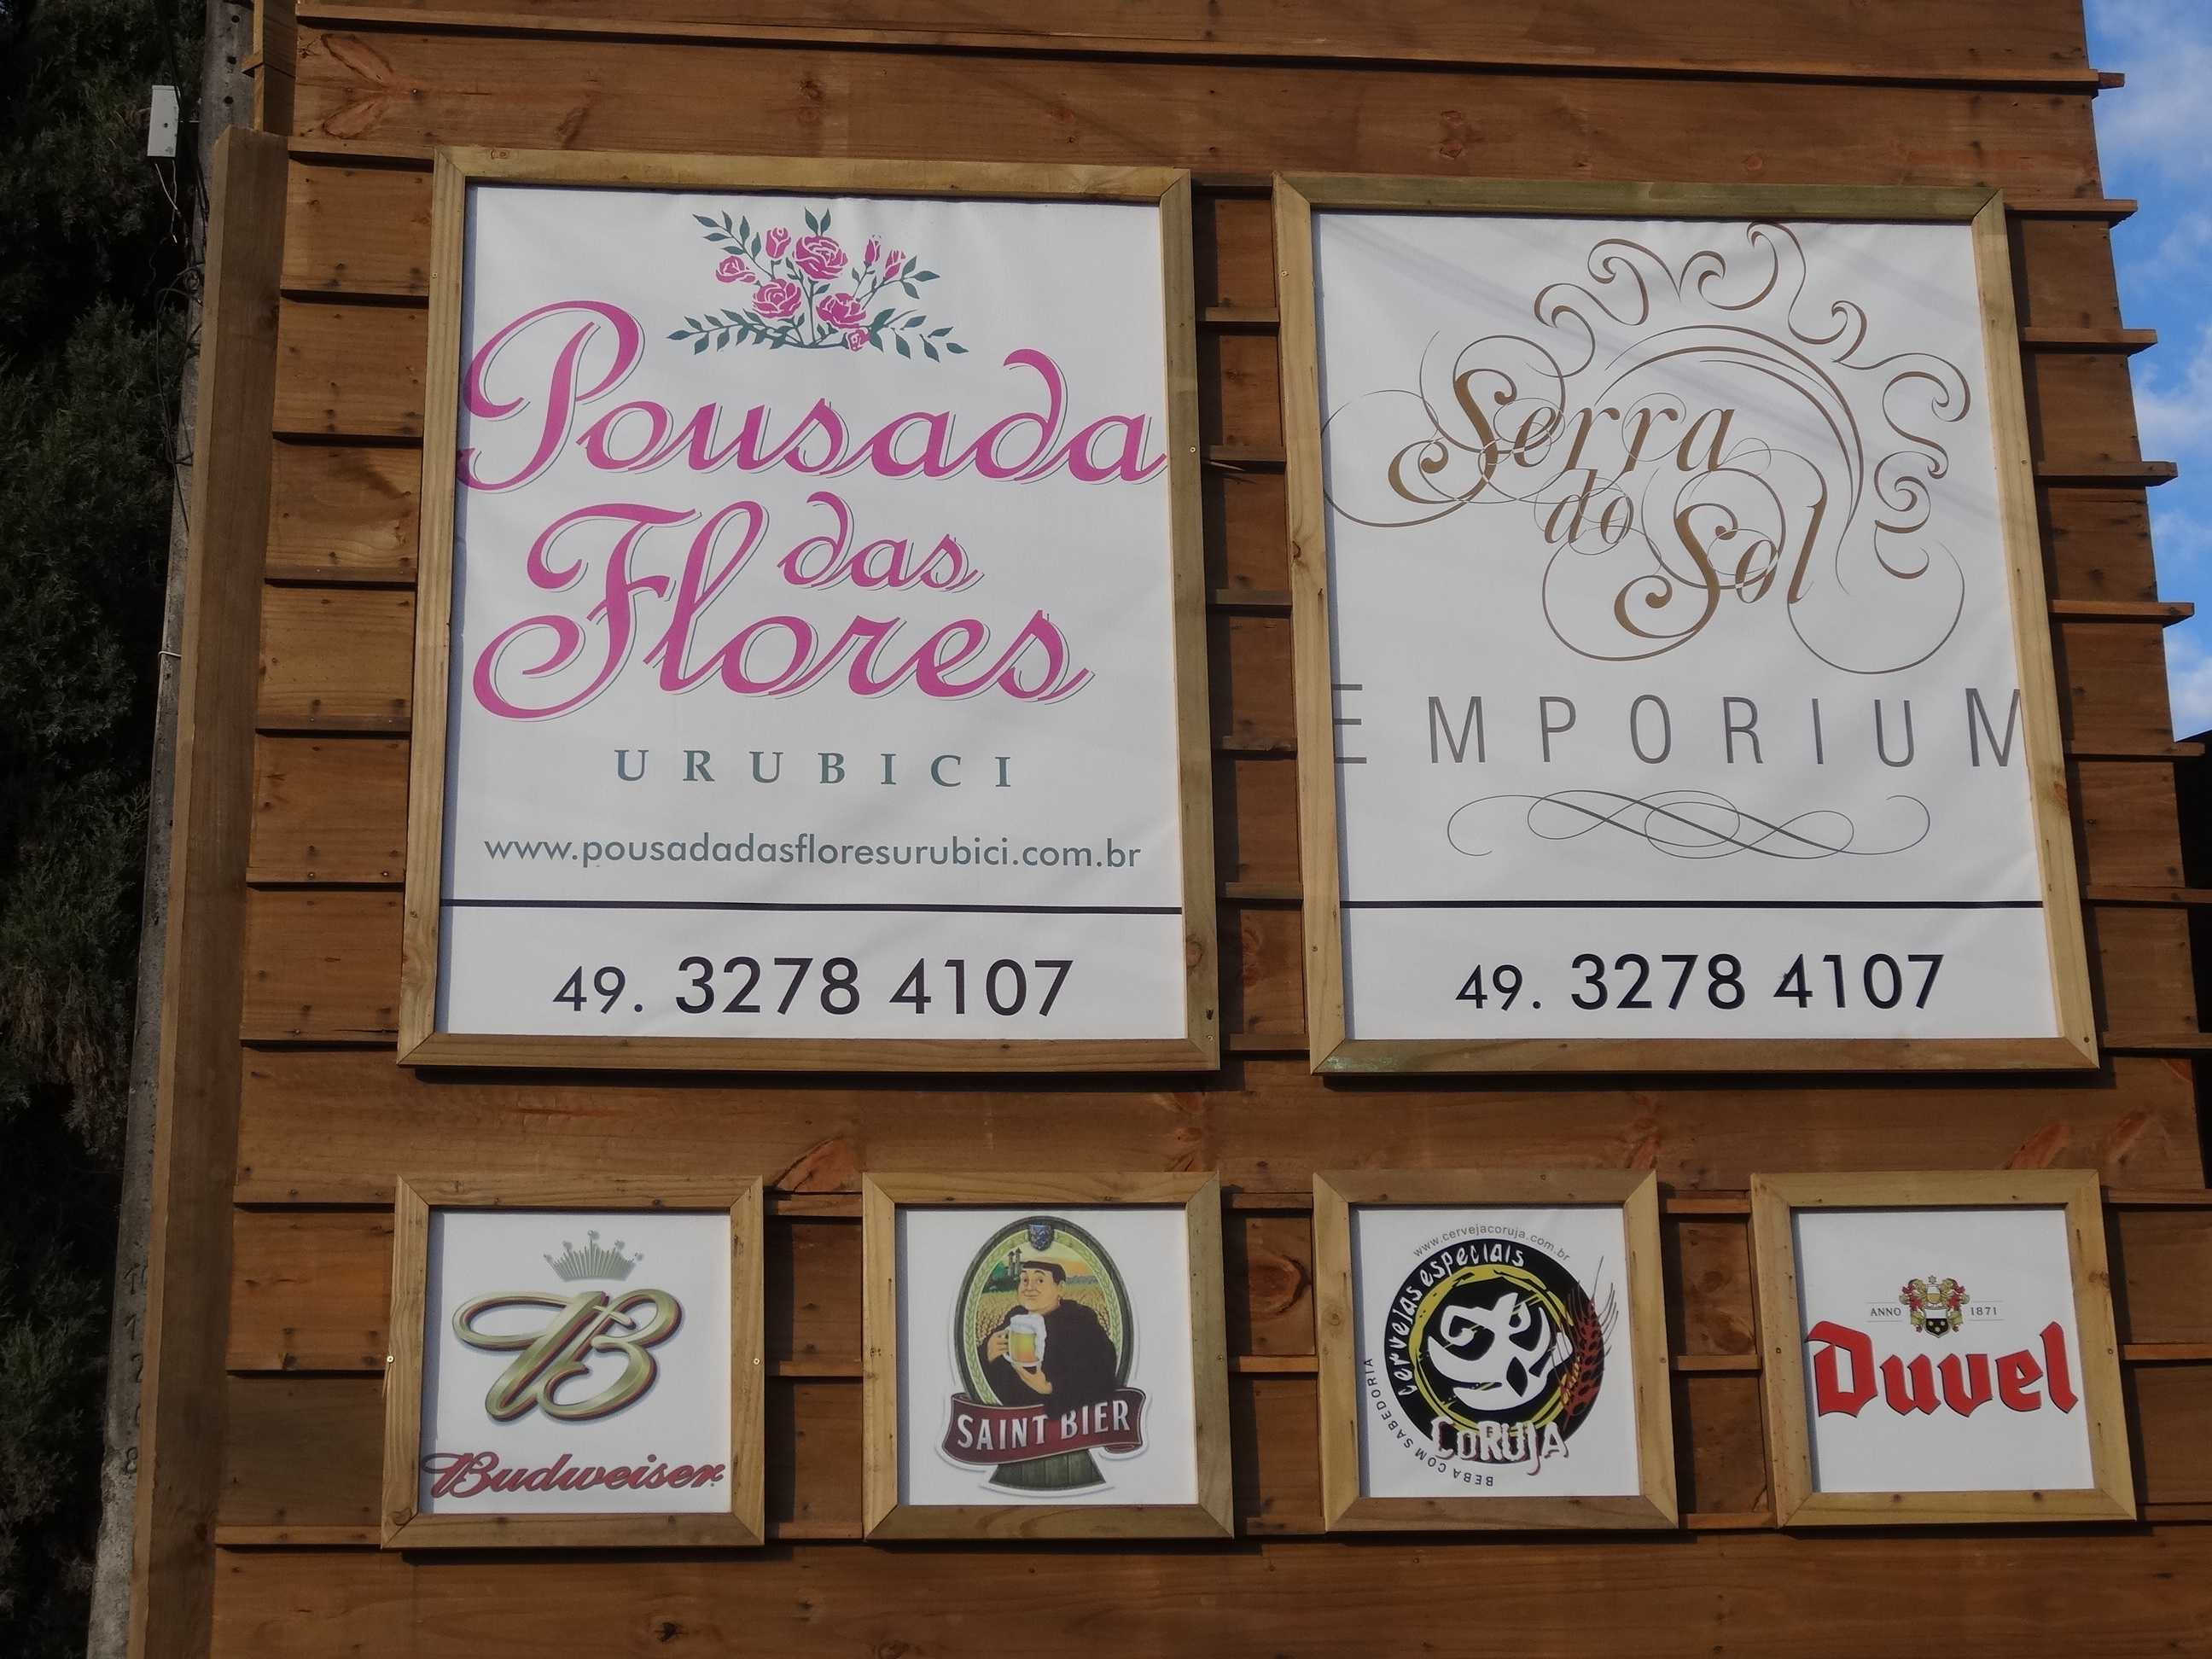 Pousada
das
Flores
URUBICI
www.pousadadasfloresurubici.com.br
49. 3278 4107
Serra
do
Sol
EMPORIUM
49. 3278 4107
B
Budweiser
SAINT BIER
www.cervejacoruja.com.br
cervejas especiais
CORUJA
BEBA COM SABEDORIA
ANNO 1871
Duvel